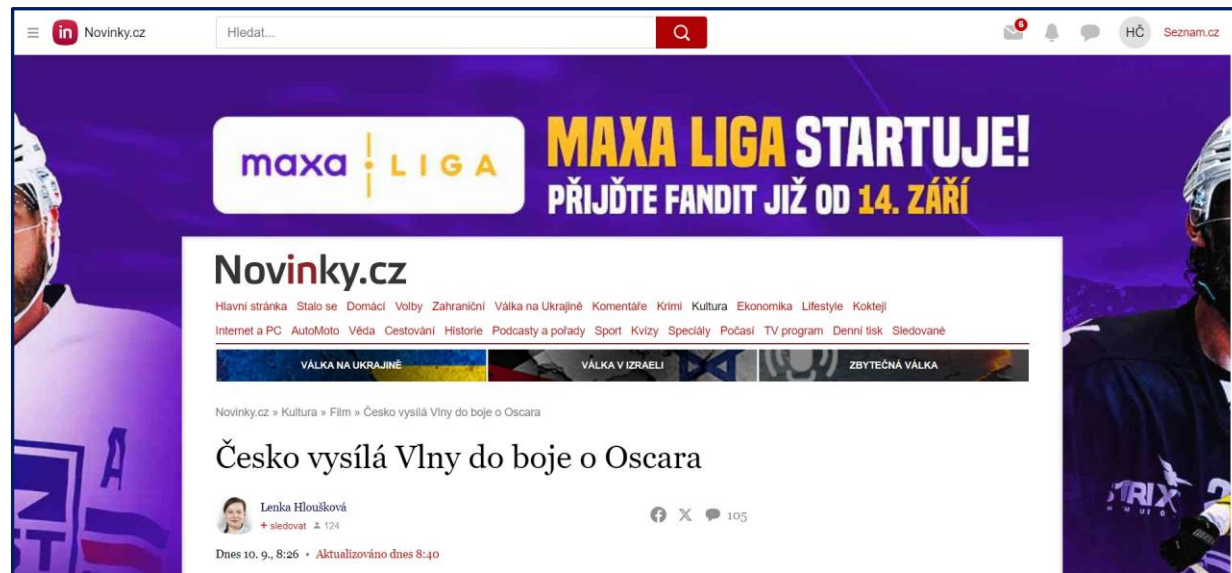 in Novinky.cz Hledat... 6 HČ Seznam.cz
maxa LIGA
MAXA LIGA STARTUJE!
PŘIJĎTE FANDIT JIŽ OD 14. ZÁŘÍ
Novinky.cz
Hlavní stránka Stalo se Domácí Volby Zahraniční Válka na Ukrajině Komentáře Krimi Kultura Ekonomika Lifestyle Koktejl
Internet a PC AutoMoto Věda Cestování Historie Podcasty a pořady Sport Kvízy Speciály Počasí TV program Denní tisk Sledované
VÁLKA NA UKRAJINĚ VÁLKA V IZRAELI ZBYTEČNÁ VÁLKA
Novinky.cz » Kultura » Film » Česko vysílá Vlny do boje o Oscara
Česko vysílá Vlny do boje o Oscara
Lenka Hloušková
+ sledovat 124
105
Dnes 10. 9., 8:26 • Aktualizováno dnes 8:40